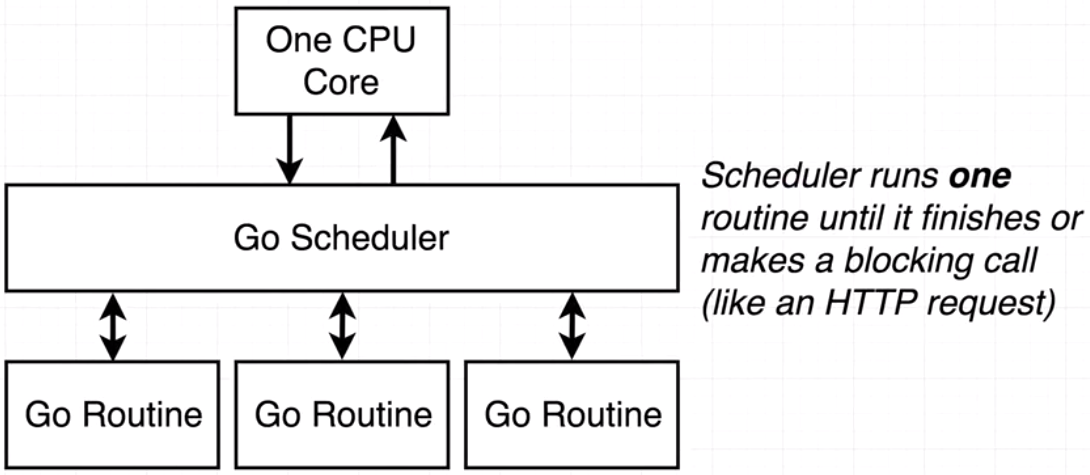 One CPU
Core
Go Scheduler
Scheduler runs one
routine until it finishes or
makes a blocking call
(like an HTTP request)
Go Routine
Go Routine
Go Routine